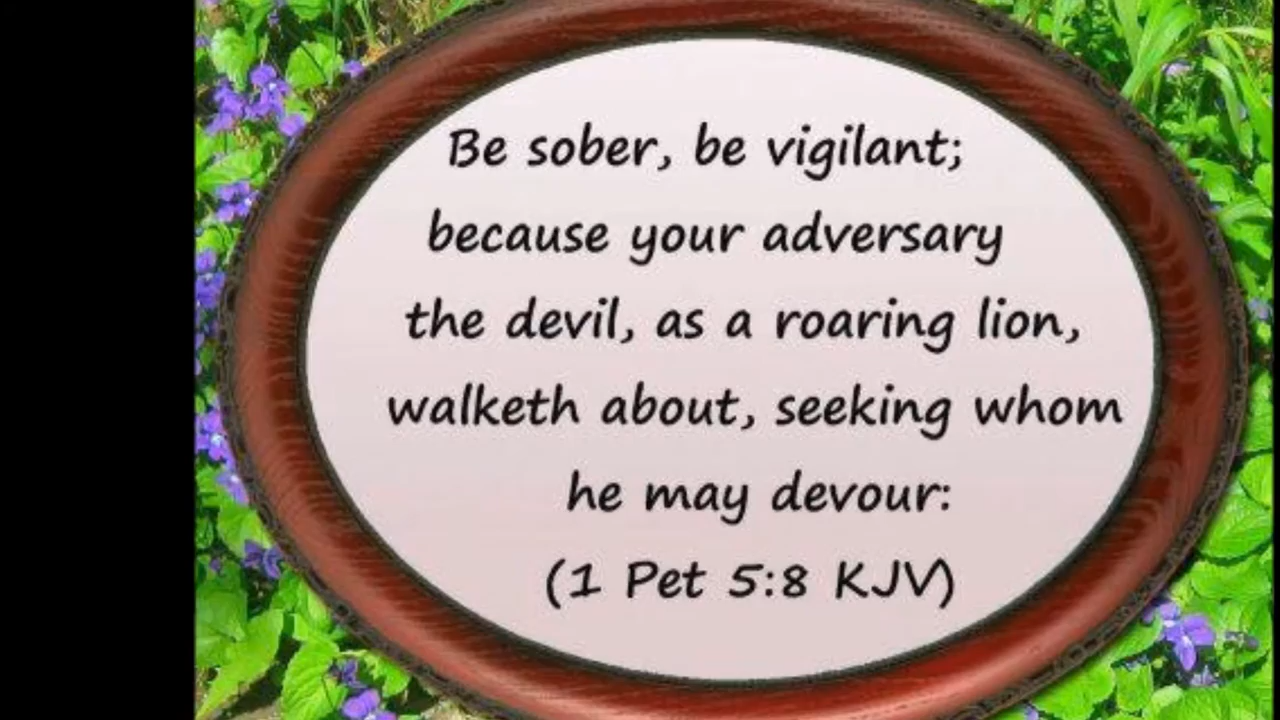 Be sober, be vigilant;
because your adversary
the devil, as a roaring lion,
walketh about, seeking whom
he may devour:
(1 Pet 5:8 KJV)